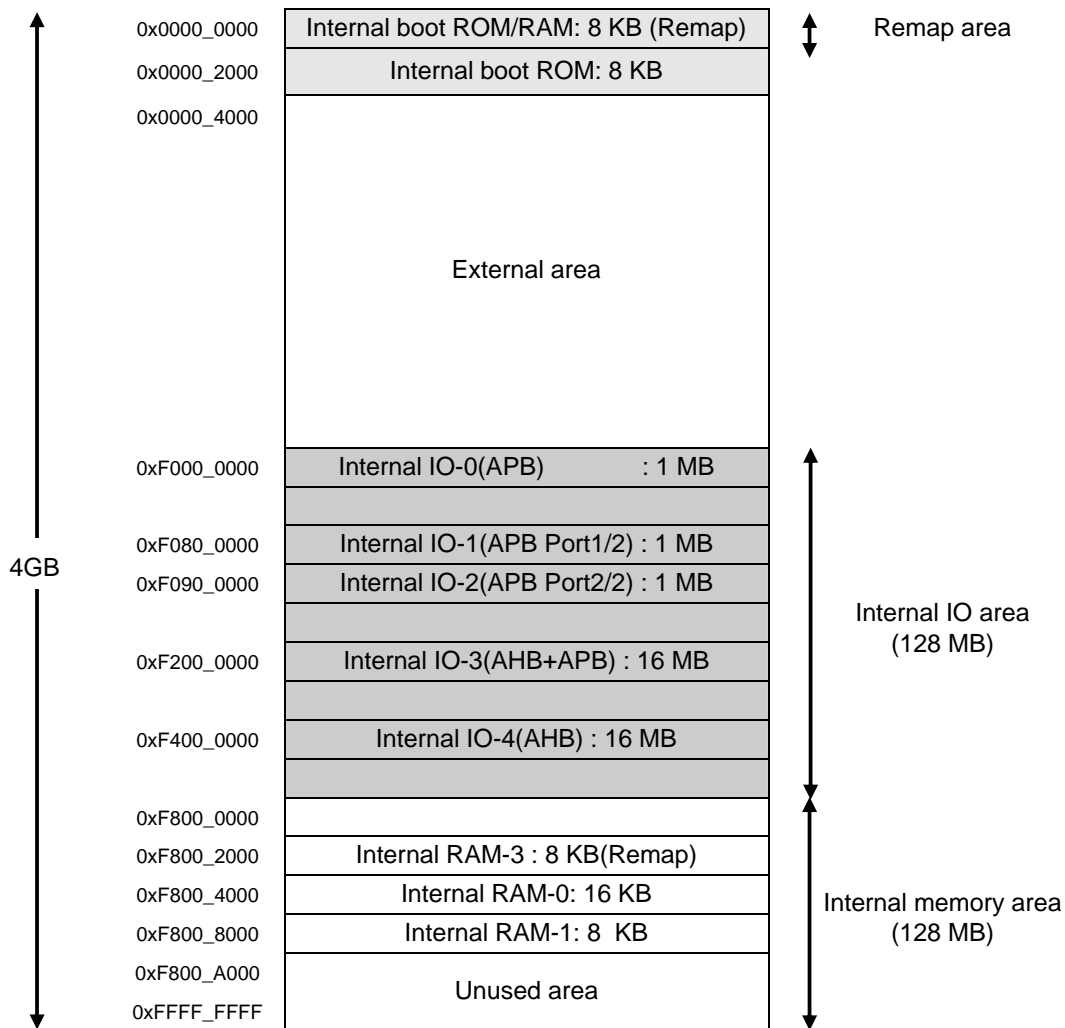 0x0000_0000 Internal boot ROM/RAM: 8 KB (Remap) Remap area
0x0000_2000 Internal boot ROM: 8 KB
0x0000_4000
External area
0xF000_0000 Internal IO-0(APB) : 1 MB
0xF080_0000 Internal IO-1(APB Port1/2) : 1 MB
4GB
0xF090_0000 Internal IO-2(APB Port2/2) : 1 MB
Internal IO area
(128 MB)
0xF200_0000 Internal IO-3(AHB+APB) : 16 MB
0xF400_0000 Internal IO-4(AHB) : 16 MB
0xF800_0000
0xF800_2000 Internal RAM-3 : 8 KB(Remap)
0xF800_4000 Internal RAM-0: 16 KB
Internal memory area
(128 MB)
0xF800_8000 Internal RAM-1: 8 KB
0xF800_A000
Unused area
0xFFFF_FFFF